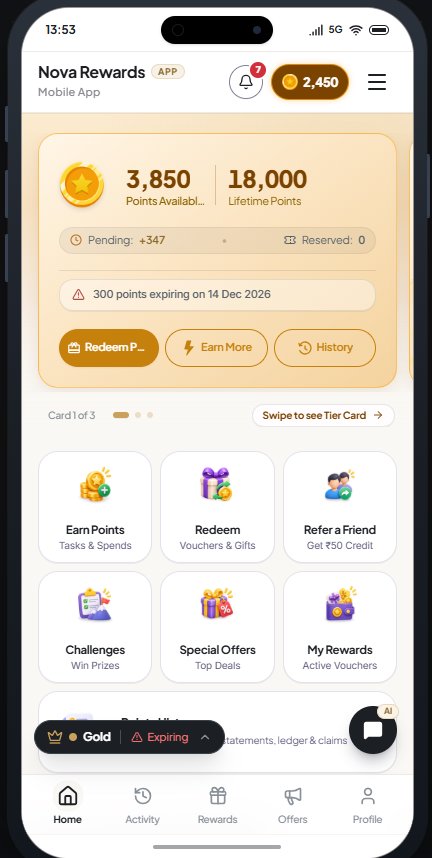 13:53 5G
Nova Rewards APP
Mobile App
7
2,450
3,850 18,000
Points Availabl... Lifetime Points
Pending: +347 • Reserved: 0
300 points expiring on 14 Dec 2026
Redeem P... Earn More History
Card 1 of 3 Swipe to see Tier Card →
Earn Points Redeem Refer a Friend
Tasks & Spends Vouchers & Gifts Get ₹50 Credit
%
Challenges Special Offers My Rewards
Win Prizes Top Deals Active Vouchers
AI
Gold Expiring statements, ledger & claims
Home Activity Rewards Offers Profile